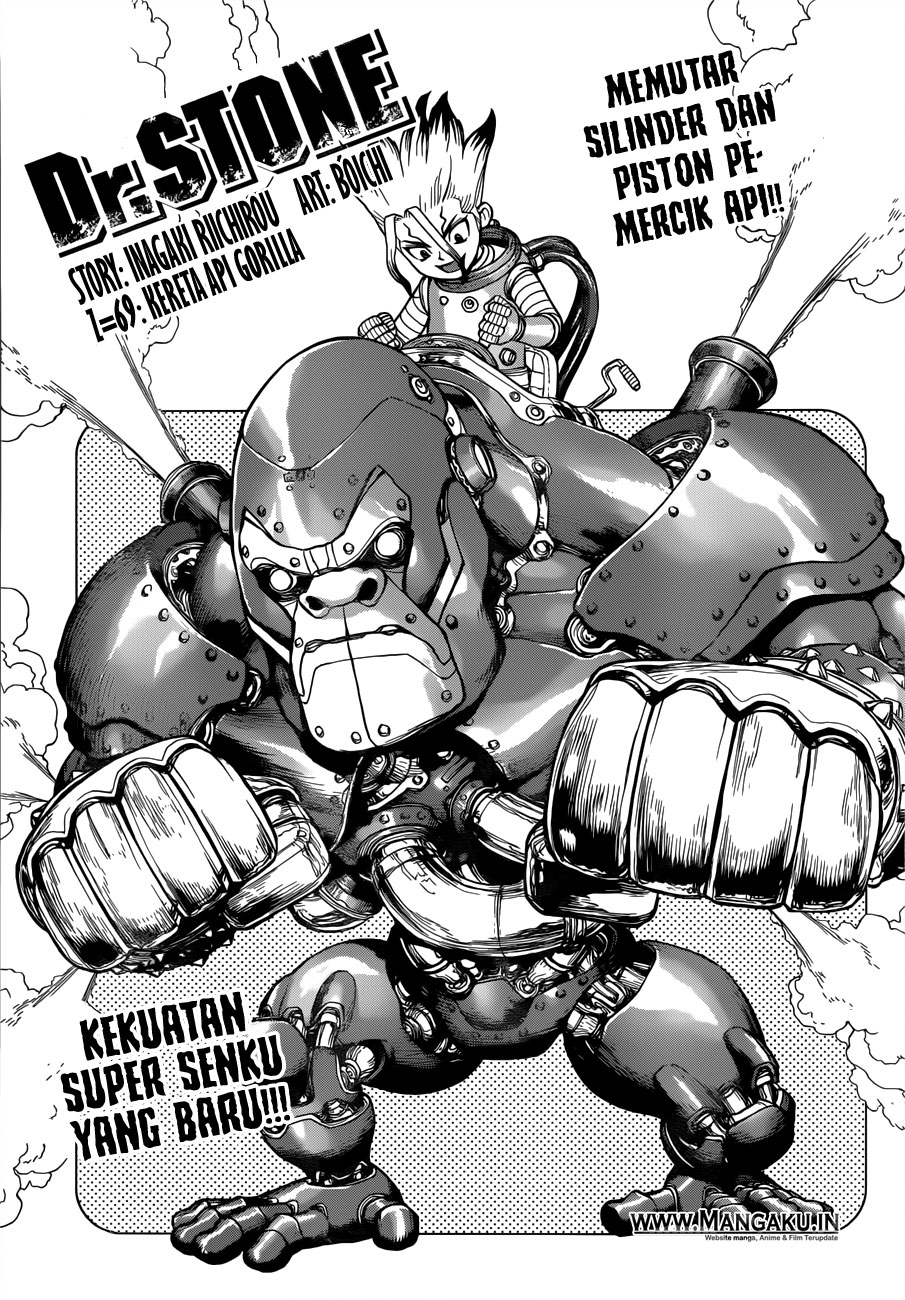 Dr.STONE
STORY: INAGAKI RIICHIROU ART: BOICHI
1=69: KERETA API GORILLA
MEMUTAR
SILINDER DAN
PISTON PE-
MERCIK API!!
KEKUATAN
SUPER SENKU
YANG BARU!!!
WWW.MANGAKU.IN
Website manga, Anime & Film Terupdate